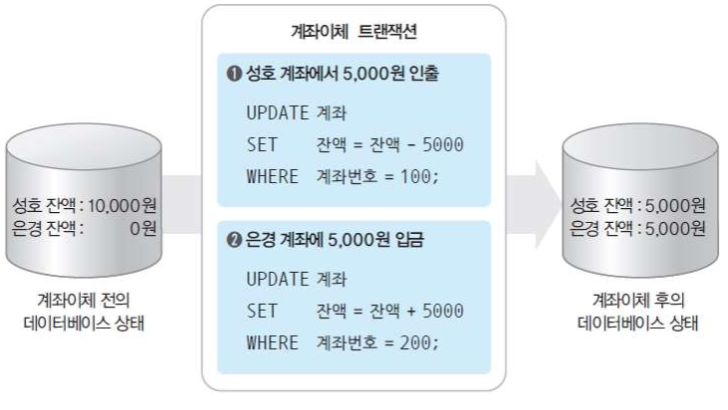 계좌이체 트랜잭션
❶ 성호 계좌에서 5,000원 인출
UPDATE 계좌
SET 잔액 = 잔액 - 5000
WHERE 계좌번호 = 100;
❷ 은경 계좌에 5,000원 입금
UPDATE 계좌
SET 잔액 = 잔액 + 5000
WHERE 계좌번호 = 200;
성호 잔액 : 10,000원
은경 잔액 : 0원
계좌이체 전의
데이터베이스 상태
성호 잔액 : 5,000원
은경 잔액 : 5,000원
계좌이체 후의
데이터베이스 상태